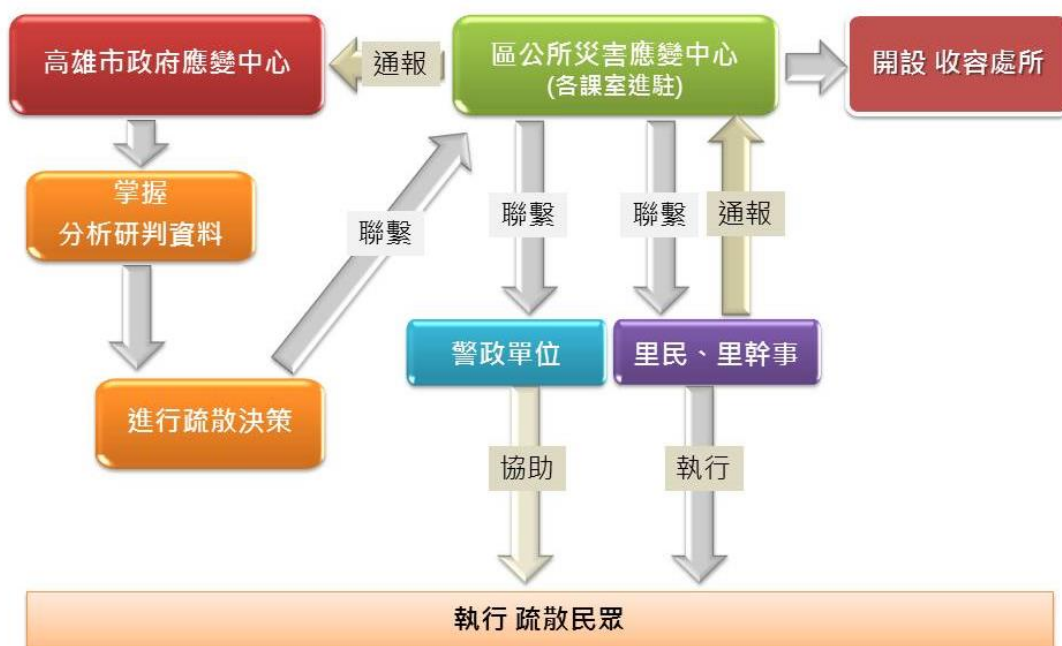 高雄市政府應變中心
通報
區公所災害應變中心
(各課室進駐)
開設 收容處所
掌握
分析研判資料
聯繫
聯繫
聯繫
通報
警政單位
里民、里幹事
進行疏散決策
協助
執行
執行 疏散民眾